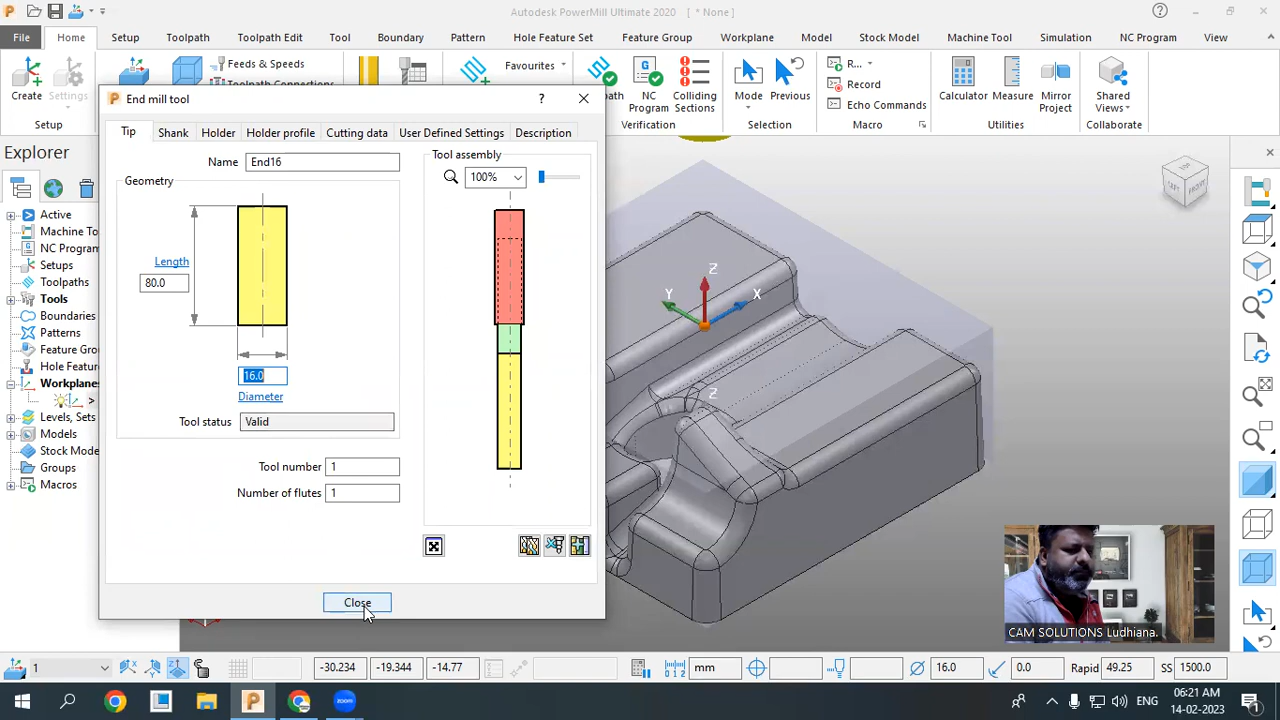 Autodesk PowerMill Ultimate 2020 [ * None ]
File Home Setup Toolpath Toolpath Edit Tool Boundary Pattern Hole Feature Set Feature Group Workplane Model Stock Model Machine Tool Simulation NC Program View
Create
Settings
Setup
Feeds & Speeds
Toolpath Connections
Favourites
NC
Program
Colliding
Sections
Verification
Mode
Previous
Selection
R...
Record
Echo Commands
Macro
Calculator
Measure
Mirror
Project
Utilities
Shared
Views
Collaborate
Explorer
Active
Machine To
NC Program
Setups
Toolpaths
Tools
Boundaries
Patterns
Feature Gro
Hole Featur
Workplanes
>
Levels, Sets
Models
Stock Mode
Groups
Macros
End mill tool
?
Tip Shank Holder Holder profile Cutting data User Defined Settings Description
Name End16
Geometry
Length
80.0
16.0
Diameter
Tool status Valid
Tool number 1
Number of flutes 1
Tool assembly
100%
Close
Z
Y
X
Z
LEFT
FRONT
CAM SOLUTIONS Ludhiana.
1 -30.234 -19.344 -14.77 mm 16.0 0.0 Rapid 49.25 SS 1500.0
zoom
ENG
06:21 AM
14-02-2023
1